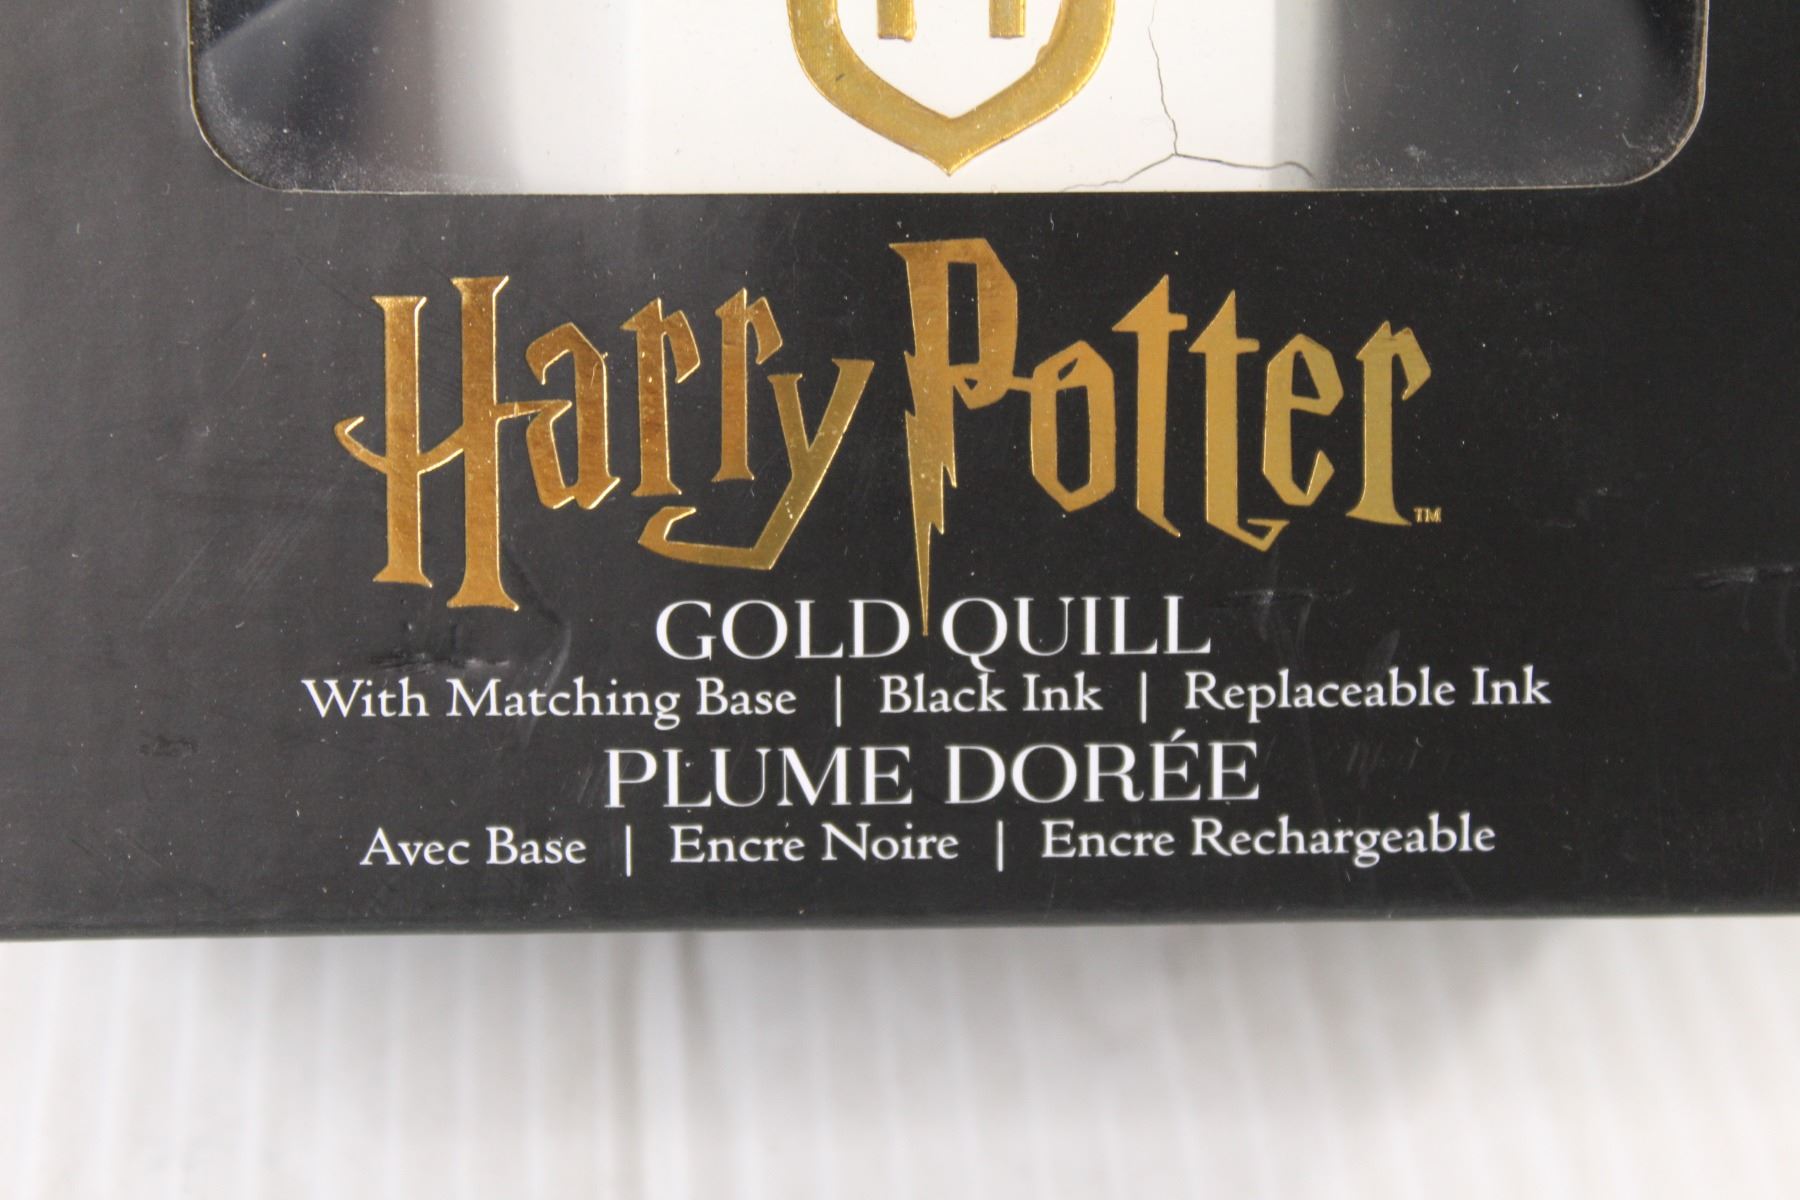 Harry Potter™
GOLD QUILL
With Matching Base | Black Ink | Replaceable Ink
PLUME DORÉE
Avec Base | Encre Noire | Encre Rechargeable